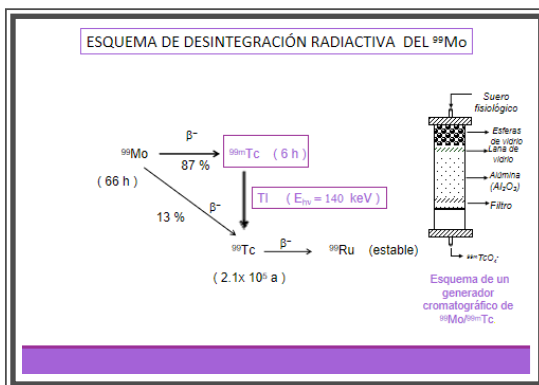 ESQUEMA DE DESINTEGRACIÓN RADIACTIVA DEL ⁹⁹Mo
Suero
fisiológico
Esferas
de vidrio
Lana de
vidrio
Alúmina
(Al₂O₃)
Filtro
⁹⁹ᵐTcO₄⁻
β⁻
⁹⁹Mo
87 %
⁹⁹ᵐTc ( 6 h )
( 66 h )
β⁻
13 %
TI ( Ehν = 140 keV )
⁹⁹Tc
β⁻
⁹⁹Ru (estable)
( 2.1x 10⁵ a )
Esquema de un
generador
cromatográfico de
⁹⁹Mo/⁹⁹ᵐTc